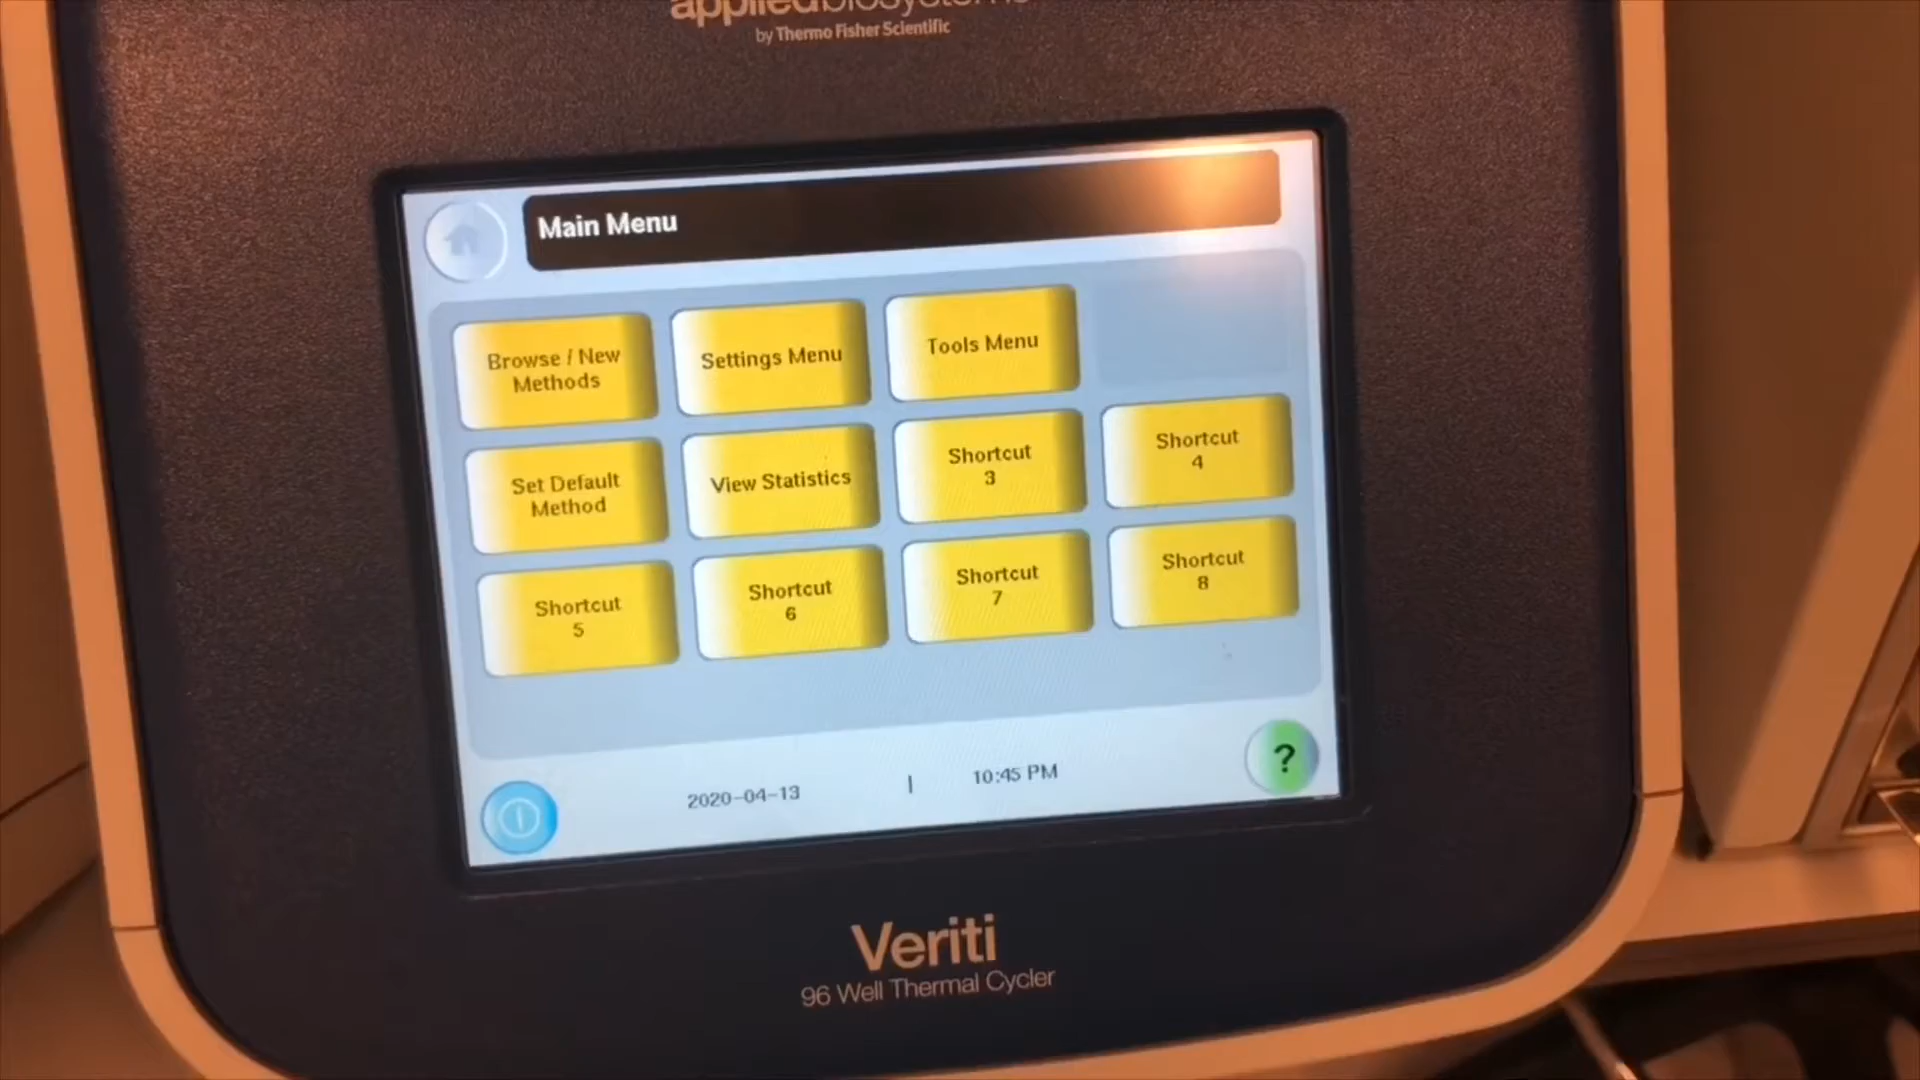 appliedbiosystems
by Thermo Fisher Scientific
Main Menu
Browse / New
Methods
Settings Menu
Tools Menu
Set Default
Method
View Statistics
Shortcut
3
Shortcut
4
Shortcut
5
Shortcut
6
Shortcut
7
Shortcut
8
2020-04-13 | 10:45 PM
?
Veriti
96 Well Thermal Cycler